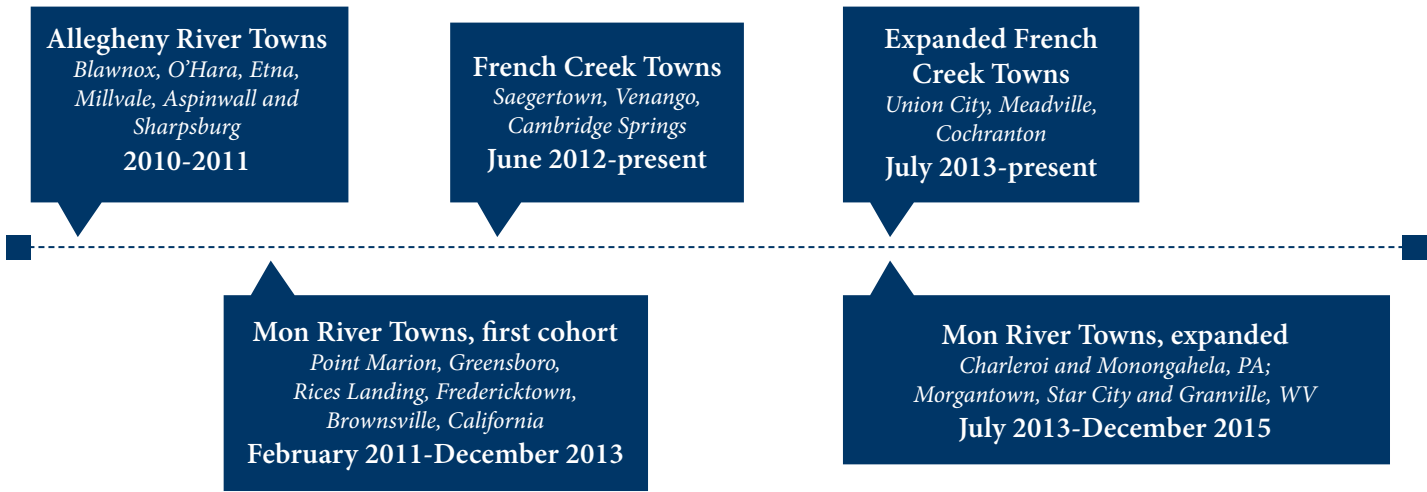 Allegheny River Towns
Blawnox, O’Hara, Etna,
Millvale, Aspinwall and
Sharpsburg
2010-2011
French Creek Towns
Saegertown, Venango,
Cambridge Springs
June 2012-present
Expanded French
Creek Towns
Union City, Meadville,
Cochranton
July 2013-present
Mon River Towns, first cohort
Point Marion, Greensboro,
Rices Landing, Fredericktown,
Brownsville, California
February 2011-December 2013
Mon River Towns, expanded
Charleroi and Monongahela, PA;
Morgantown, Star City and Granville, WV
July 2013-December 2015